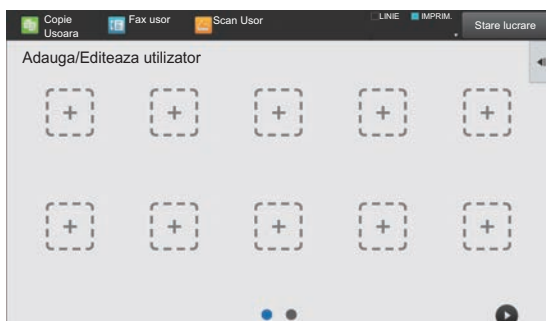 Copie
Usoara
Fax usor
Scan Usor
LINIE
IMPRIM.
Stare lucrare
Adauga/Editeaza utilizator